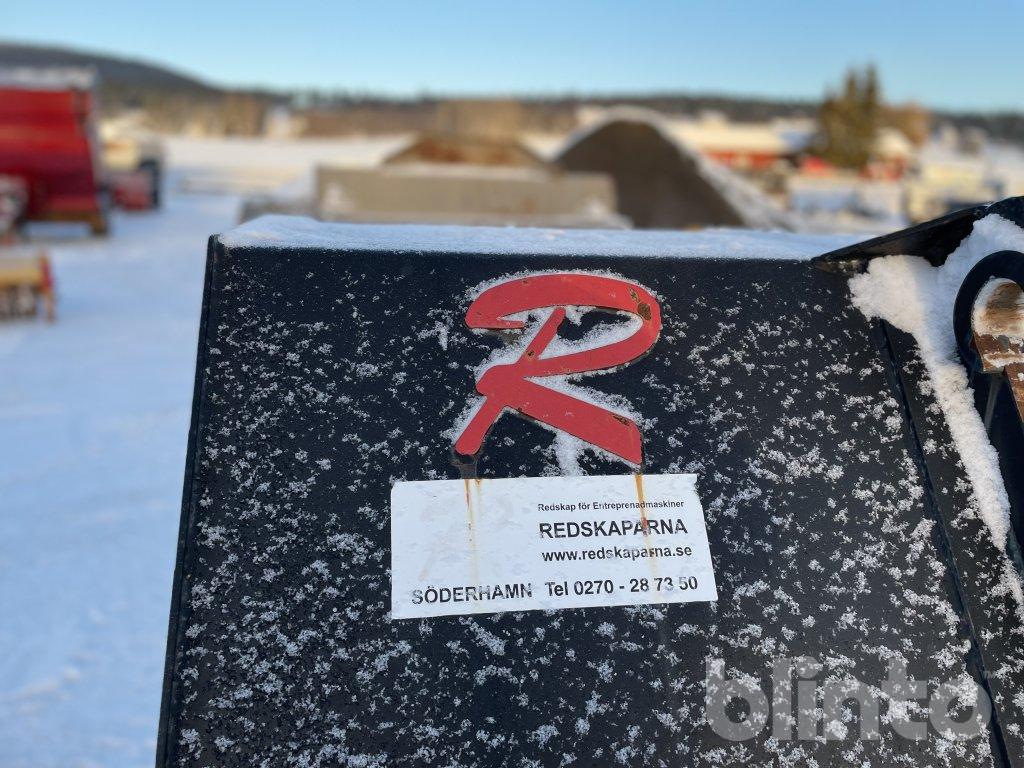 R
Redskap för Entreprenadmaskiner
REDSKAPARNA
www.redskaparna.se
SÖDERHAMN Tel 0270 - 28 73 50
blinto